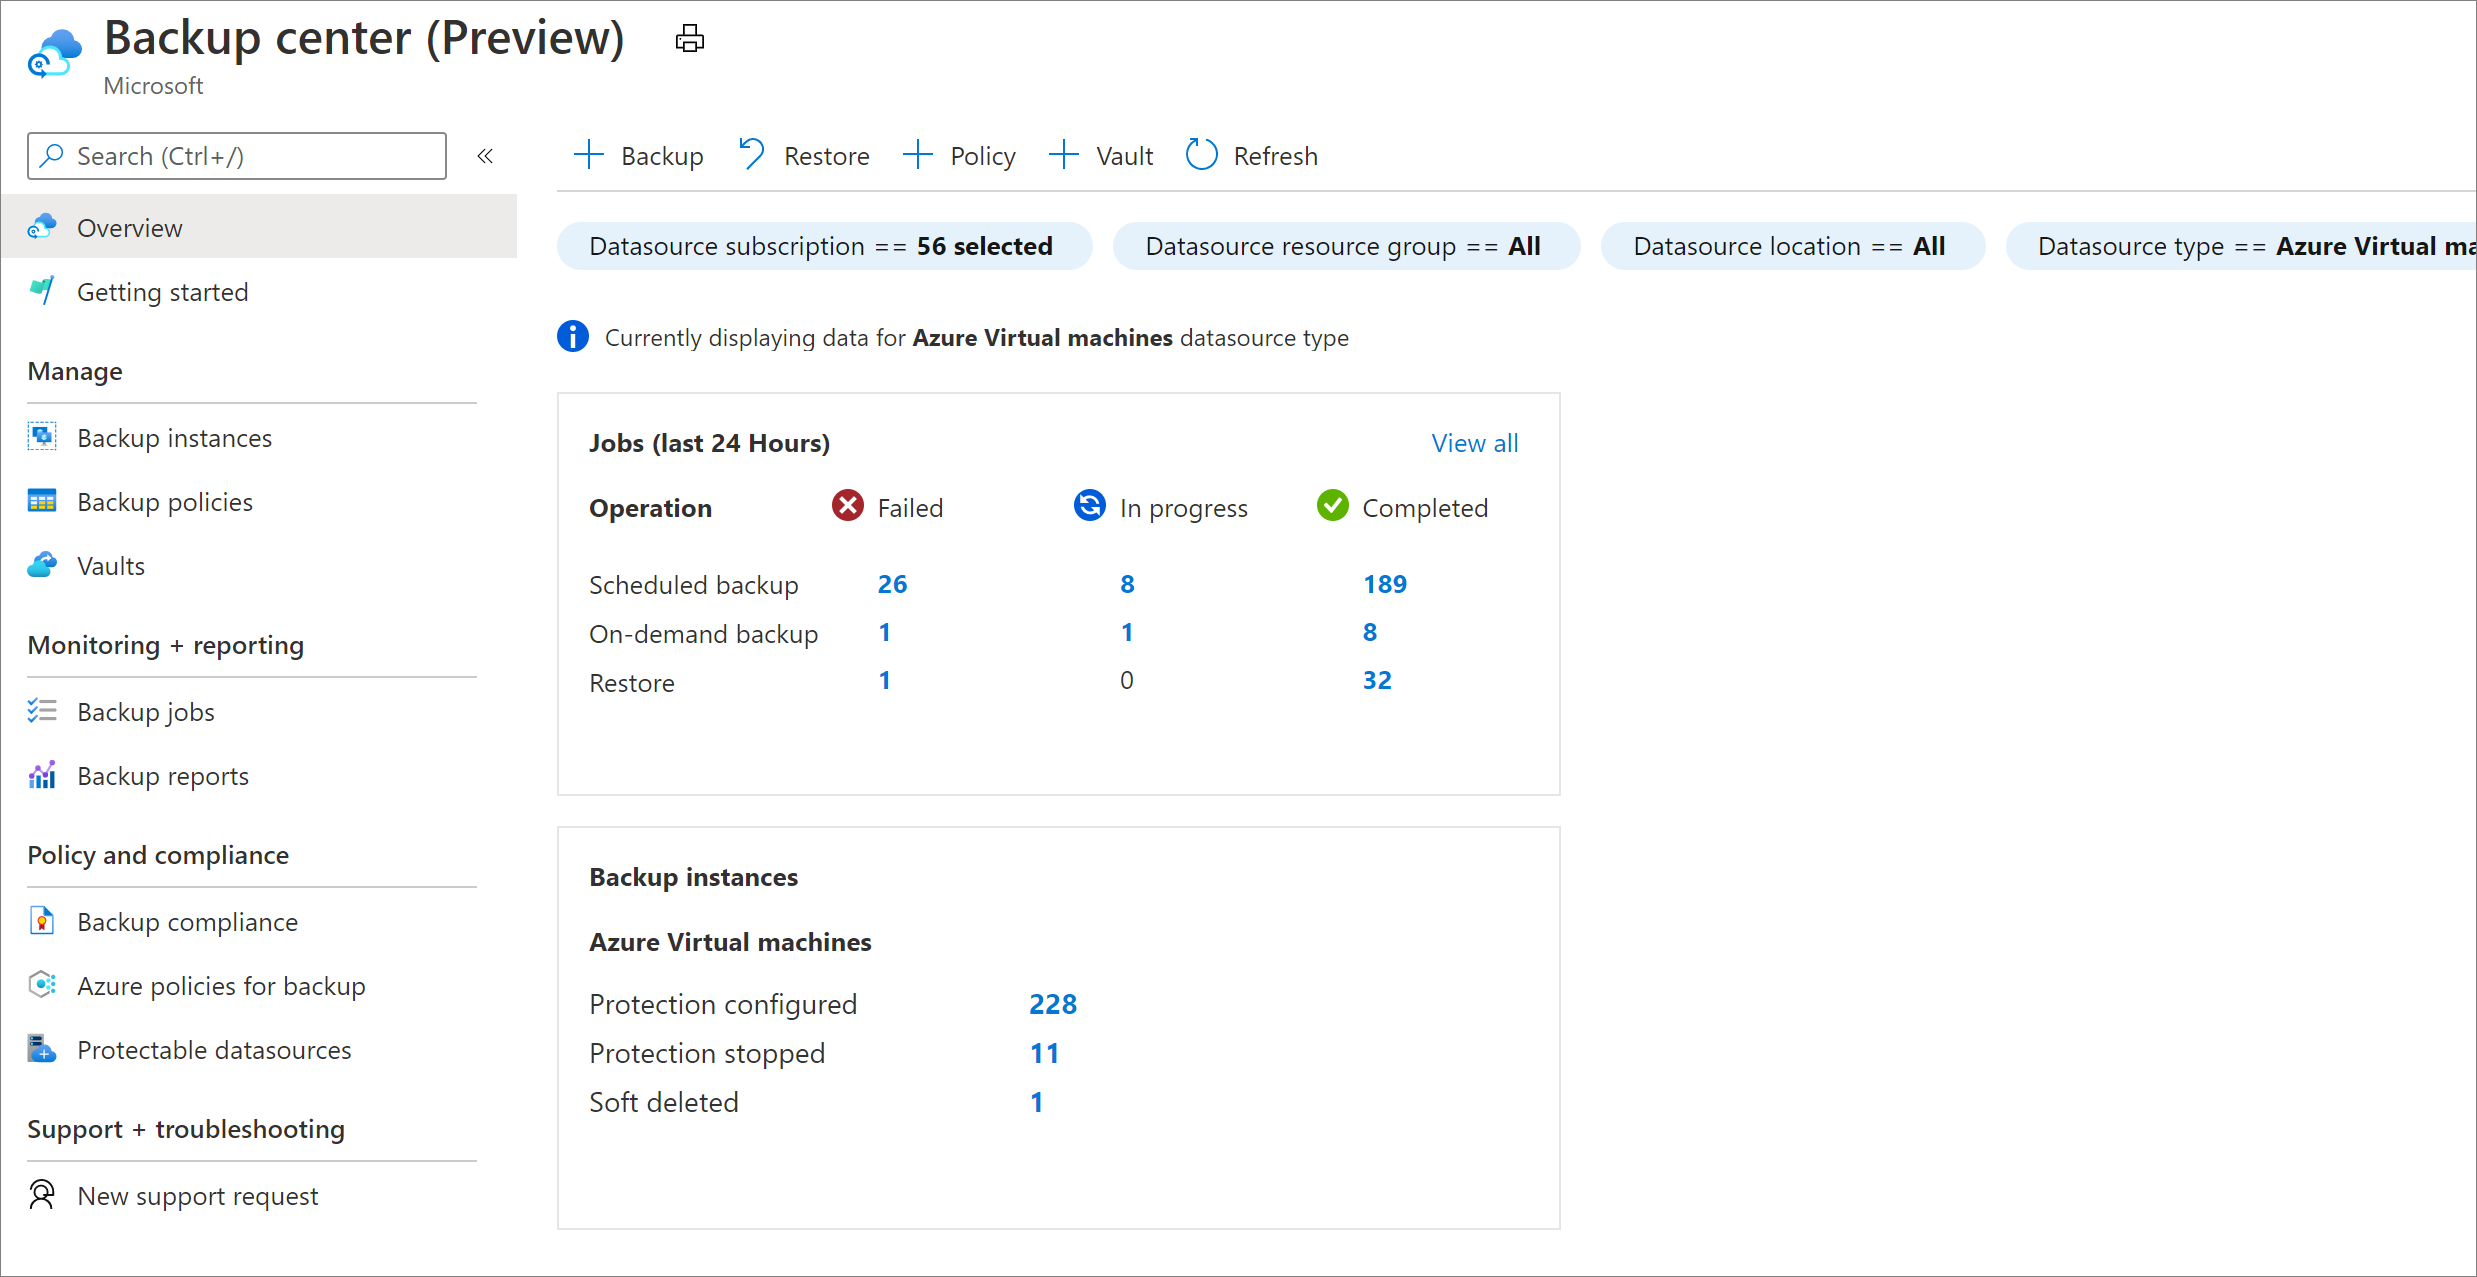 Backup center (Preview)
Microsoft
Search (Ctrl+/)
«
Overview
Getting started
Manage
Backup instances
Backup policies
Vaults
Monitoring + reporting
Backup jobs
Backup reports
Policy and compliance
Backup compliance
Azure policies for backup
Protectable datasources
Support + troubleshooting
New support request
Backup Restore Policy Vault Refresh
Datasource subscription == 56 selected Datasource resource group == All Datasource location == All Datasource type == Azure Virtual ma
Currently displaying data for Azure Virtual machines datasource type
Jobs (last 24 Hours) View all
Operation Failed In progress Completed
Scheduled backup 26 8 189
On-demand backup 1 1 8
Restore 1 0 32
Backup instances
Azure Virtual machines
Protection configured 228
Protection stopped 11
Soft deleted 1